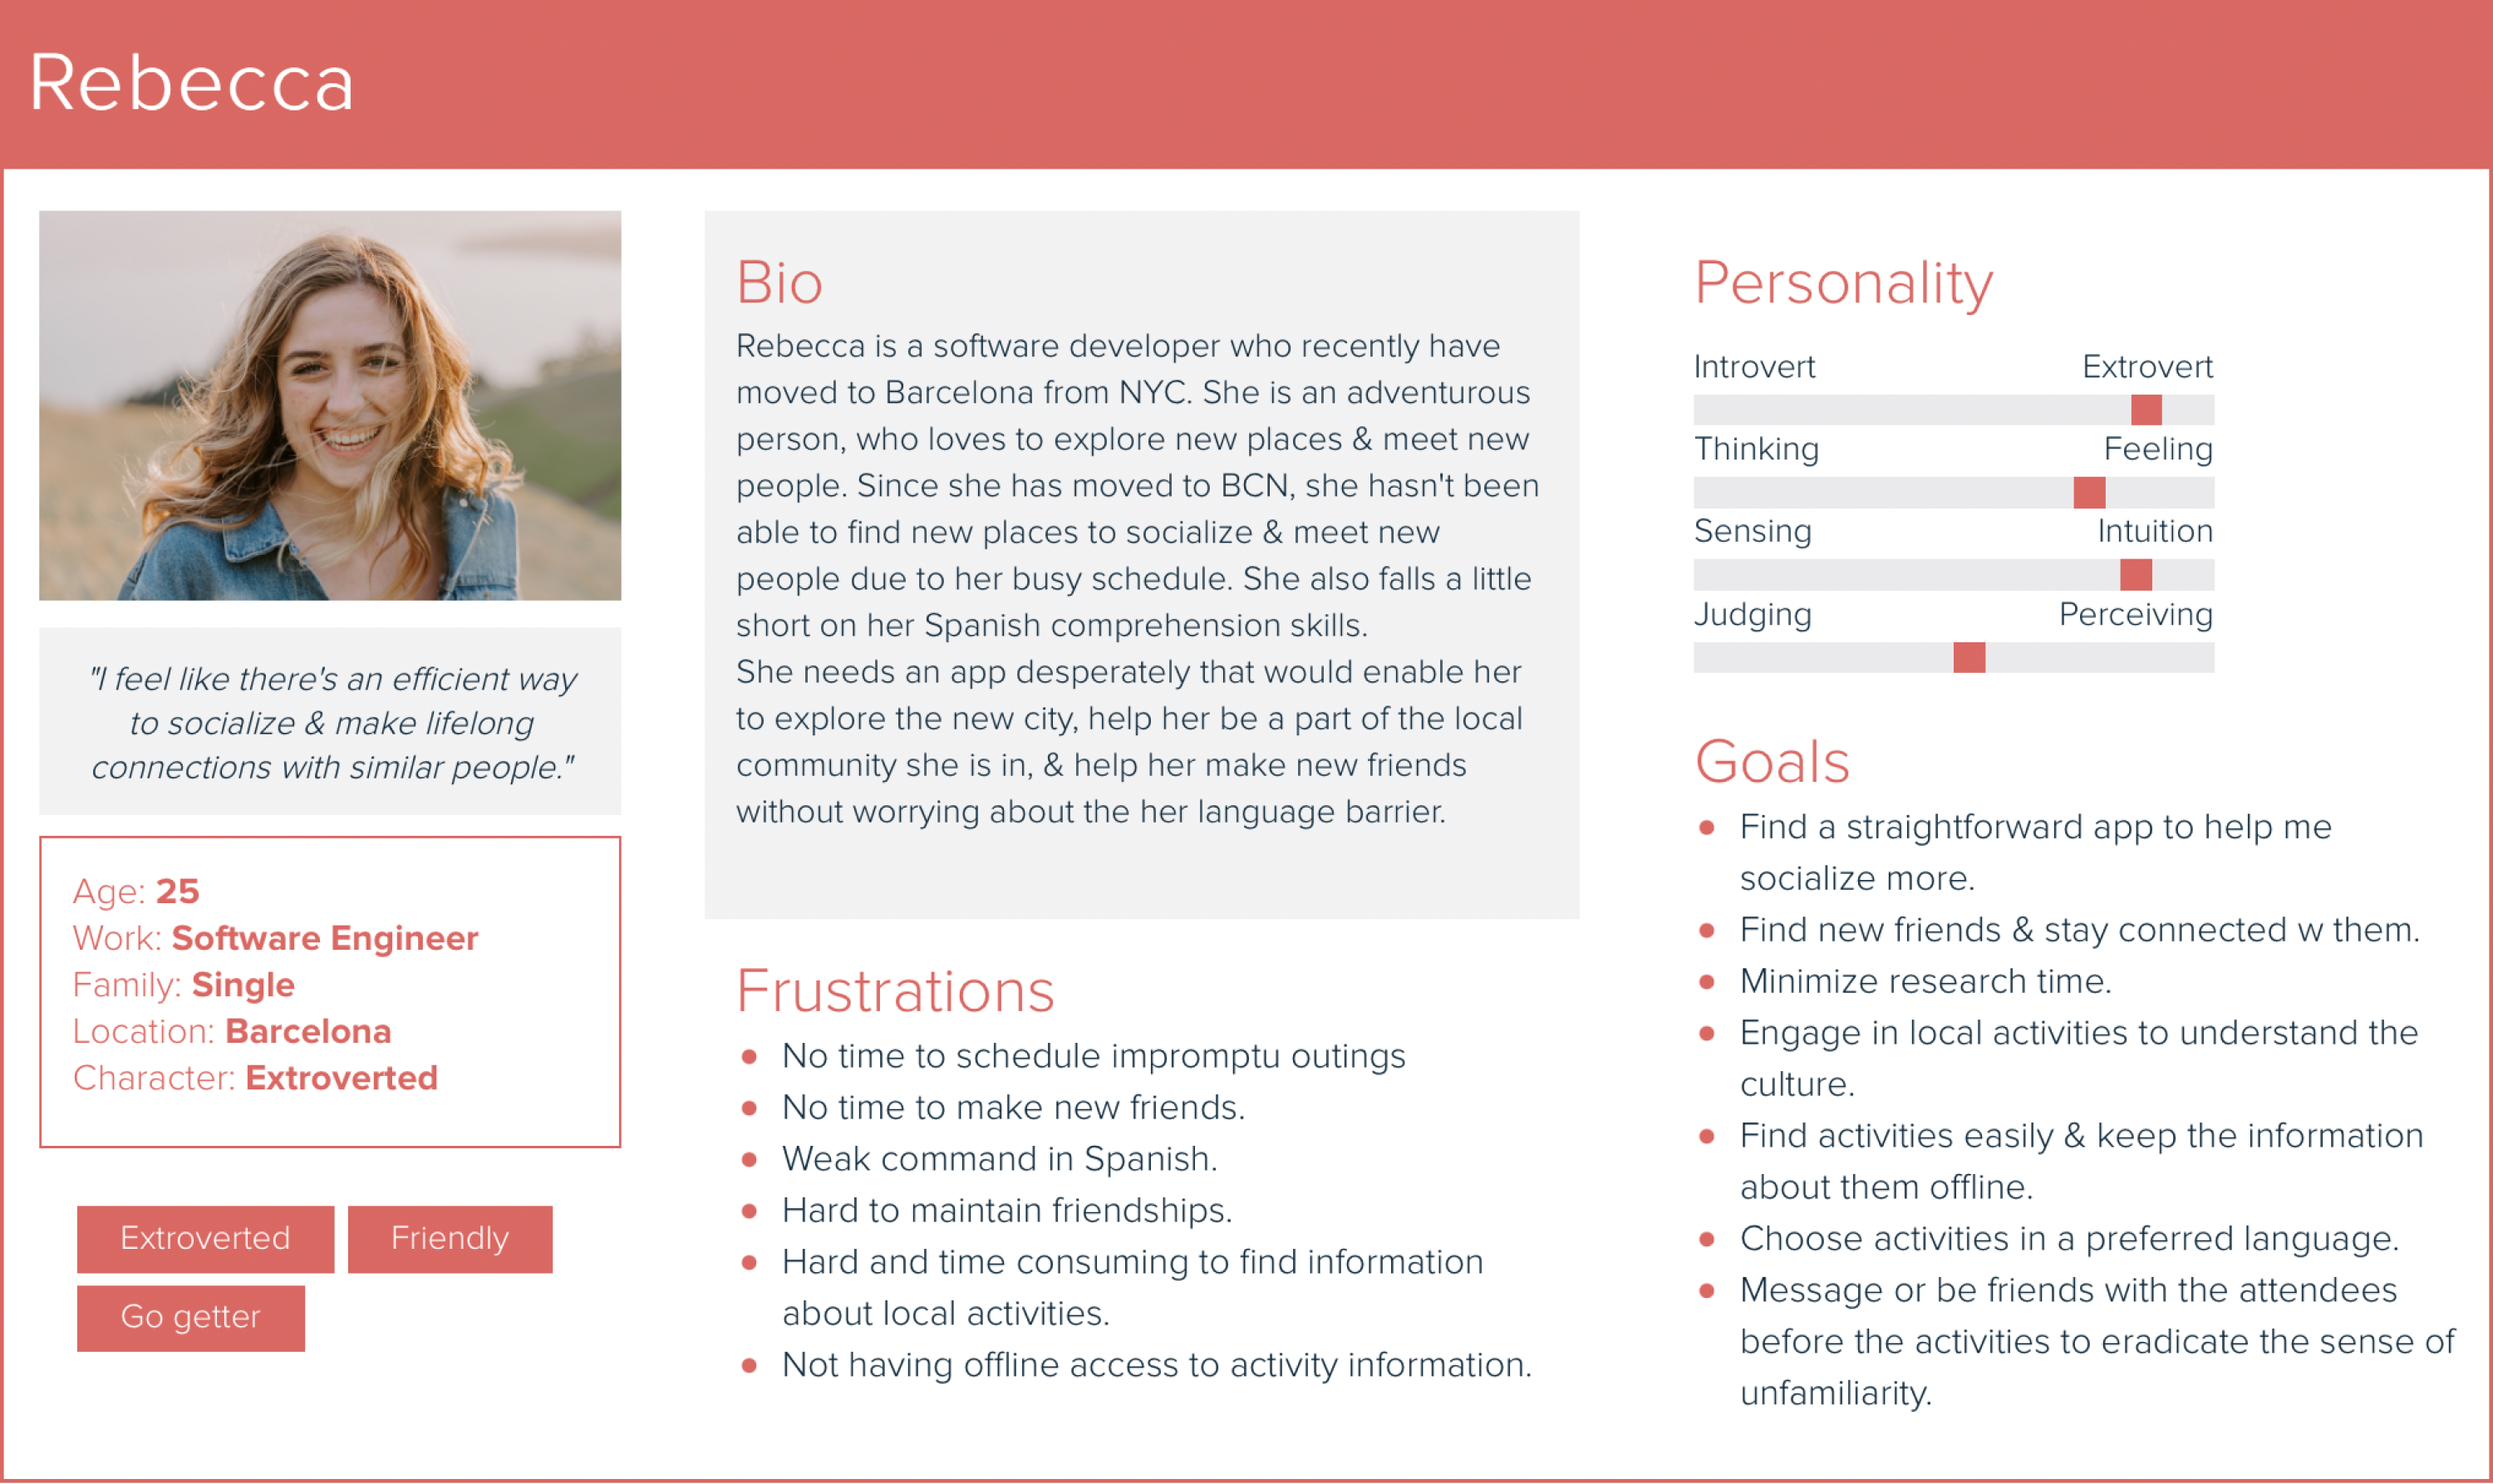 Rebecca
"I feel like there's an efficient way
to socialize & make lifelong
connections with similar people."
Age: 25
Work: Software Engineer
Family: Single
Location: Barcelona
Character: Extroverted
Extroverted
Friendly
Go getter
Bio
Rebecca is a software developer who recently have
moved to Barcelona from NYC. She is an adventurous
person, who loves to explore new places & meet new
people. Since she has moved to BCN, she hasn't been
able to find new places to socialize & meet new
people due to her busy schedule. She also falls a little
short on her Spanish comprehension skills.
She needs an app desperately that would enable her
to explore the new city, help her be a part of the local
community she is in, & help her make new friends
without worrying about the her language barrier.
Frustrations
• No time to schedule impromptu outings
• No time to make new friends.
• Weak command in Spanish.
• Hard to maintain friendships.
• Hard and time consuming to find information
about local activities.
• Not having offline access to activity information.
Personality
Introvert Extrovert
Thinking Feeling
Sensing Intuition
Judging Perceiving
Goals
• Find a straightforward app to help me
socialize more.
• Find new friends & stay connected w them.
• Minimize research time.
• Engage in local activities to understand the
culture.
• Find activities easily & keep the information
about them offline.
• Choose activities in a preferred language.
• Message or be friends with the attendees
before the activities to eradicate the sense of
unfamiliarity.